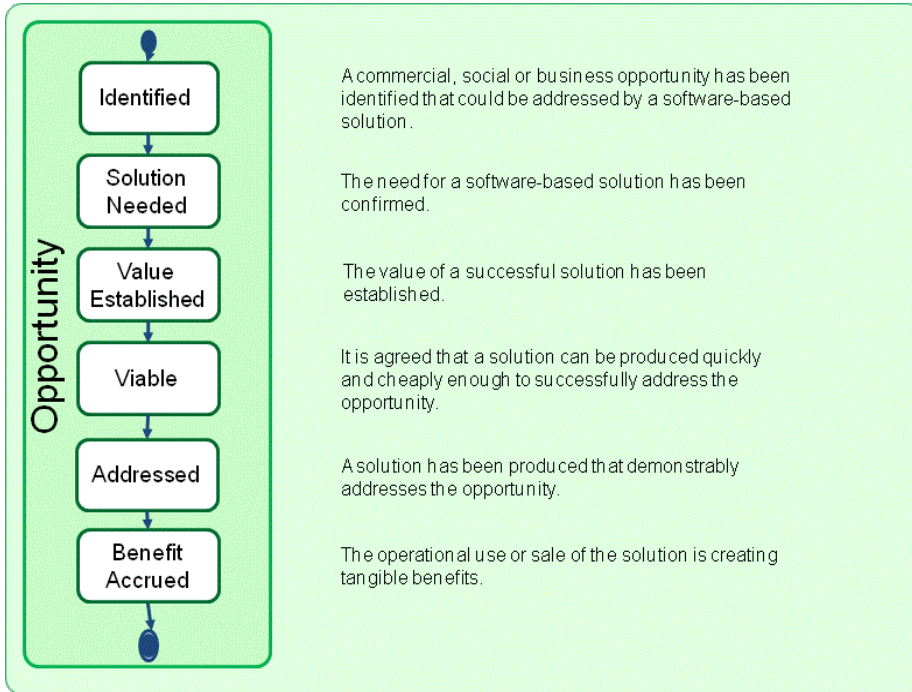 Opportunity
Identified
A commercial, social or business opportunity has been
identified that could be addressed by a software-based
solution.
Solution
Needed
The need for a software-based solution has been
confirmed.
Value
Established
The value of a successful solution has been
established.
Viable
It is agreed that a solution can be produced quickly
and cheaply enough to successfully address the
opportunity.
Addressed
A solution has been produced that demonstrably
addresses the opportunity.
Benefit
Accrued
The operational use or sale of the solution is creating
tangible benefits.